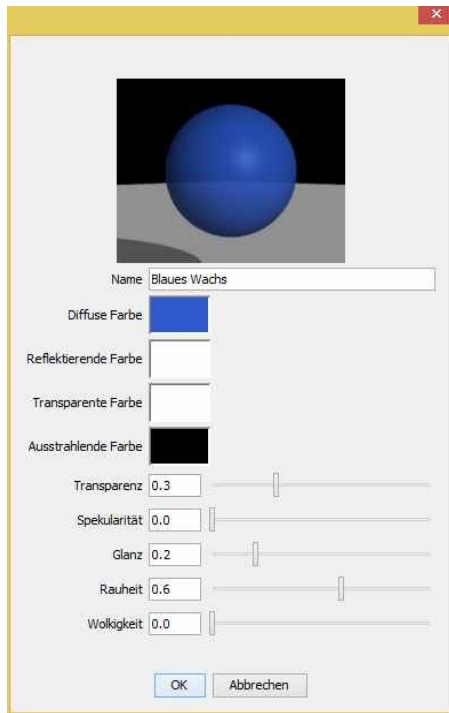 Name Blaues Wachs
Diffuse Farbe
Reflektierende Farbe
Transparente Farbe
Ausstrahlende Farbe
Transparenz 0.3
Spekularität 0.0
Glanz 0.2
Rauheit 0.6
Wolkigkeit 0.0
OK Abbrechen